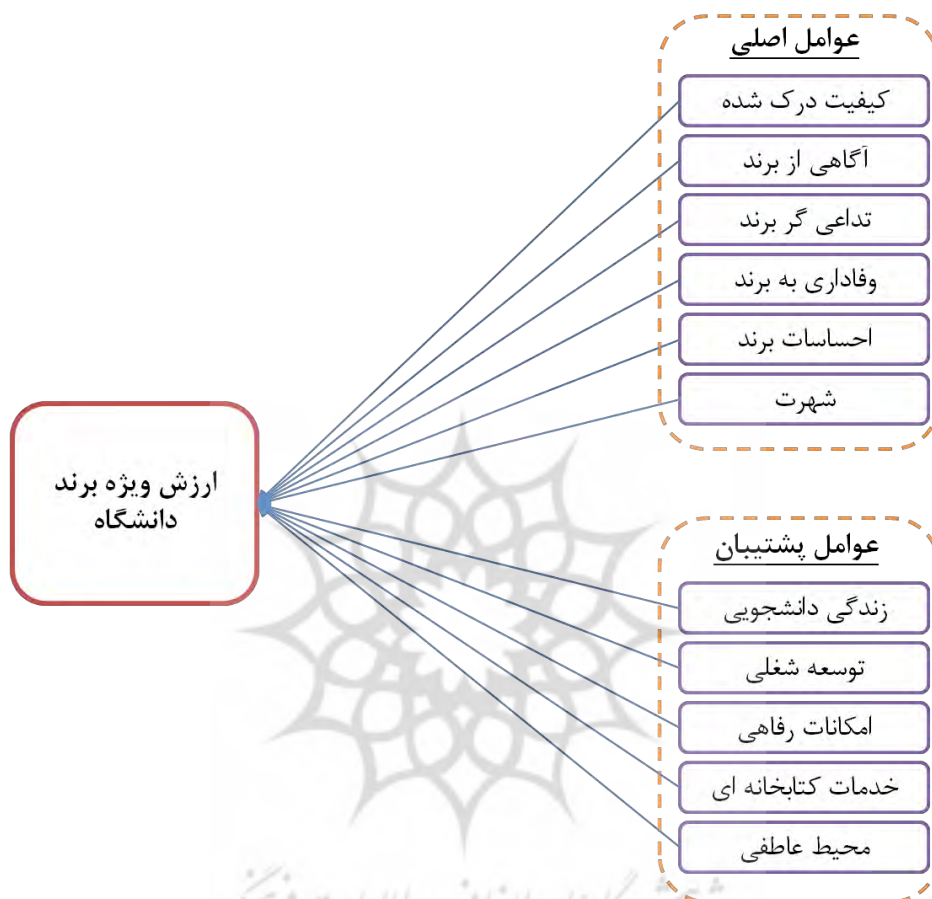 عوامل اصلی
کیفیت درک شده
آگاهی از برند
تداعی گر برند
وفاداری به برند
احساسات برند
شهرت
ارزش ویژه برند
دانشگاه
عوامل پشتیبان
زندگی دانشجویی
توسعه شغلی
امکانات رفاهی
خدمات کتابخانه ای
محیط عاطفی